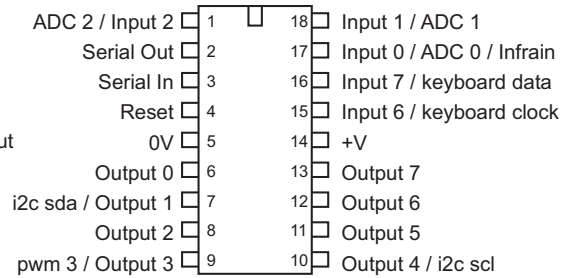 ADC 2 / Input 2 1 18 Input 1 / ADC 1
Serial Out 2 17 Input 0 / ADC 0 / Infrain
Serial In 3 16 Input 7 / keyboard data
Reset 4 15 Input 6 / keyboard clock
ut 0V 5 14 +V
Output 0 6 13 Output 7
i2c sda / Output 1 7 12 Output 6
Output 2 8 11 Output 5
pwm 3 / Output 3 9 10 Output 4 / i2c scl